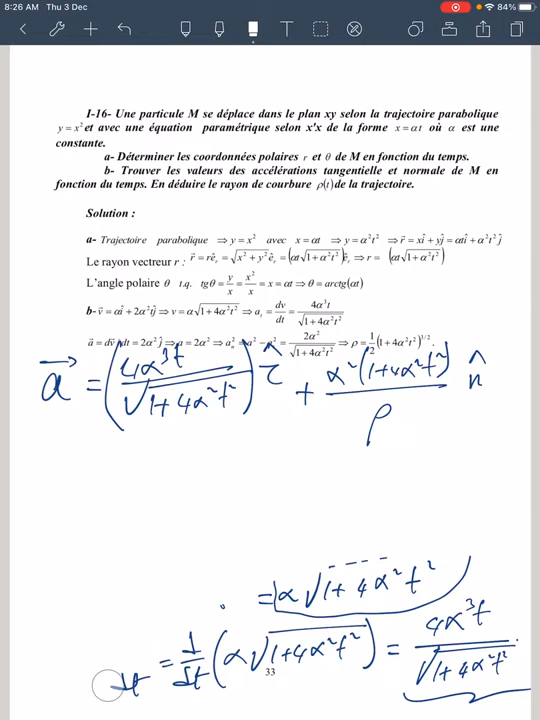 8:26 AM Thu 3 Dec
84%
I-16- Une particule M se déplace dans le plan xy selon la trajectoire parabolique
y = x² et avec une équation paramétrique selon x'x de la forme x = αt où α est une
constante.
a- Déterminer les coordonnées polaires r et θ de M en fonction du temps.
b- Trouver les valeurs des accélérations tangentielle et normale de M en
fonction du temps. En déduire le rayon de courbure ρ(t) de la trajectoire.
Solution :
a- Trajectoire parabolique ⇒ y = x² avec x = αt ⇒ y = α²t² ⇒ r⃗ = xî + yĵ = αtî + α²t²ĵ
Le rayon vecteur r : r⃗ = rê_r = √(x² + y²) ê_r = (αt√(1+α²t²)) ê_r ⇒ r = (αt√(1+α²t²))
L'angle polaire θ t.q. tgθ = y/x = x²/x = x = αt ⇒ θ = arctg(αt)
b- v⃗ = αî + 2α²tĵ ⇒ v = α√(1+4α²t²) ⇒ a_t = dv/dt = 4α³t/√(1+4α²t²)
a⃗ = dv⃗/dt = 2α²ĵ ⇒ a = 2α² ⇒ a_n² = a² − a_t² = 2α²/√(1+4α²t²) ⇒ ρ = 1/2 (1+4α²t²)^(3/2).
a⃗ = (4α³t/√(1+4α²t²)) τ̂ + α²(1+4α²t²)/ρ n̂
= α√(1+4α²t²)
dt = d/dt (α√(1+4α²t²)) = 4α³t/√(1+4α²t²)
33